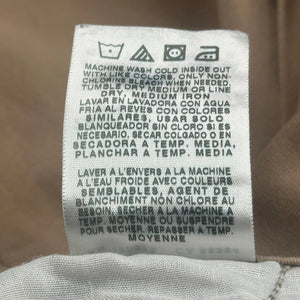 MACHINE WASH COLD INSIDE OUT
WITH LIKE COLORS, ONLY NON-
CHLORINE BLEACH WHEN NEEDED.
TUMBLE DRY MEDIUM OR LINE
DRY, MEDIUM IRON
LAVAR EN LAVADORA CON AGUA
FRIA AL REVES CON COLORES
SIMILARES, USAR SOLO
BLANQUEADOR SIN CLORO SI ES
NECESARIO, SECAR COLGADO O EN
SECADORA A TEMP. MEDIA,
PLANCHAR A TEMP. MEDIA
LAVER A L'ENVERS A LA MACHINE
A L'EAU FROIDE AVEC COULEURS
SEMBLABLES, AGENT DE
BLANCHIMENT NON CHLORE AU
BESOIN, SECHER A LA MACHINE
A TEMP. MOYENNE OU SUSPENDRE
POUR SECHER, REPASSER A TEMP.
MOYENNE